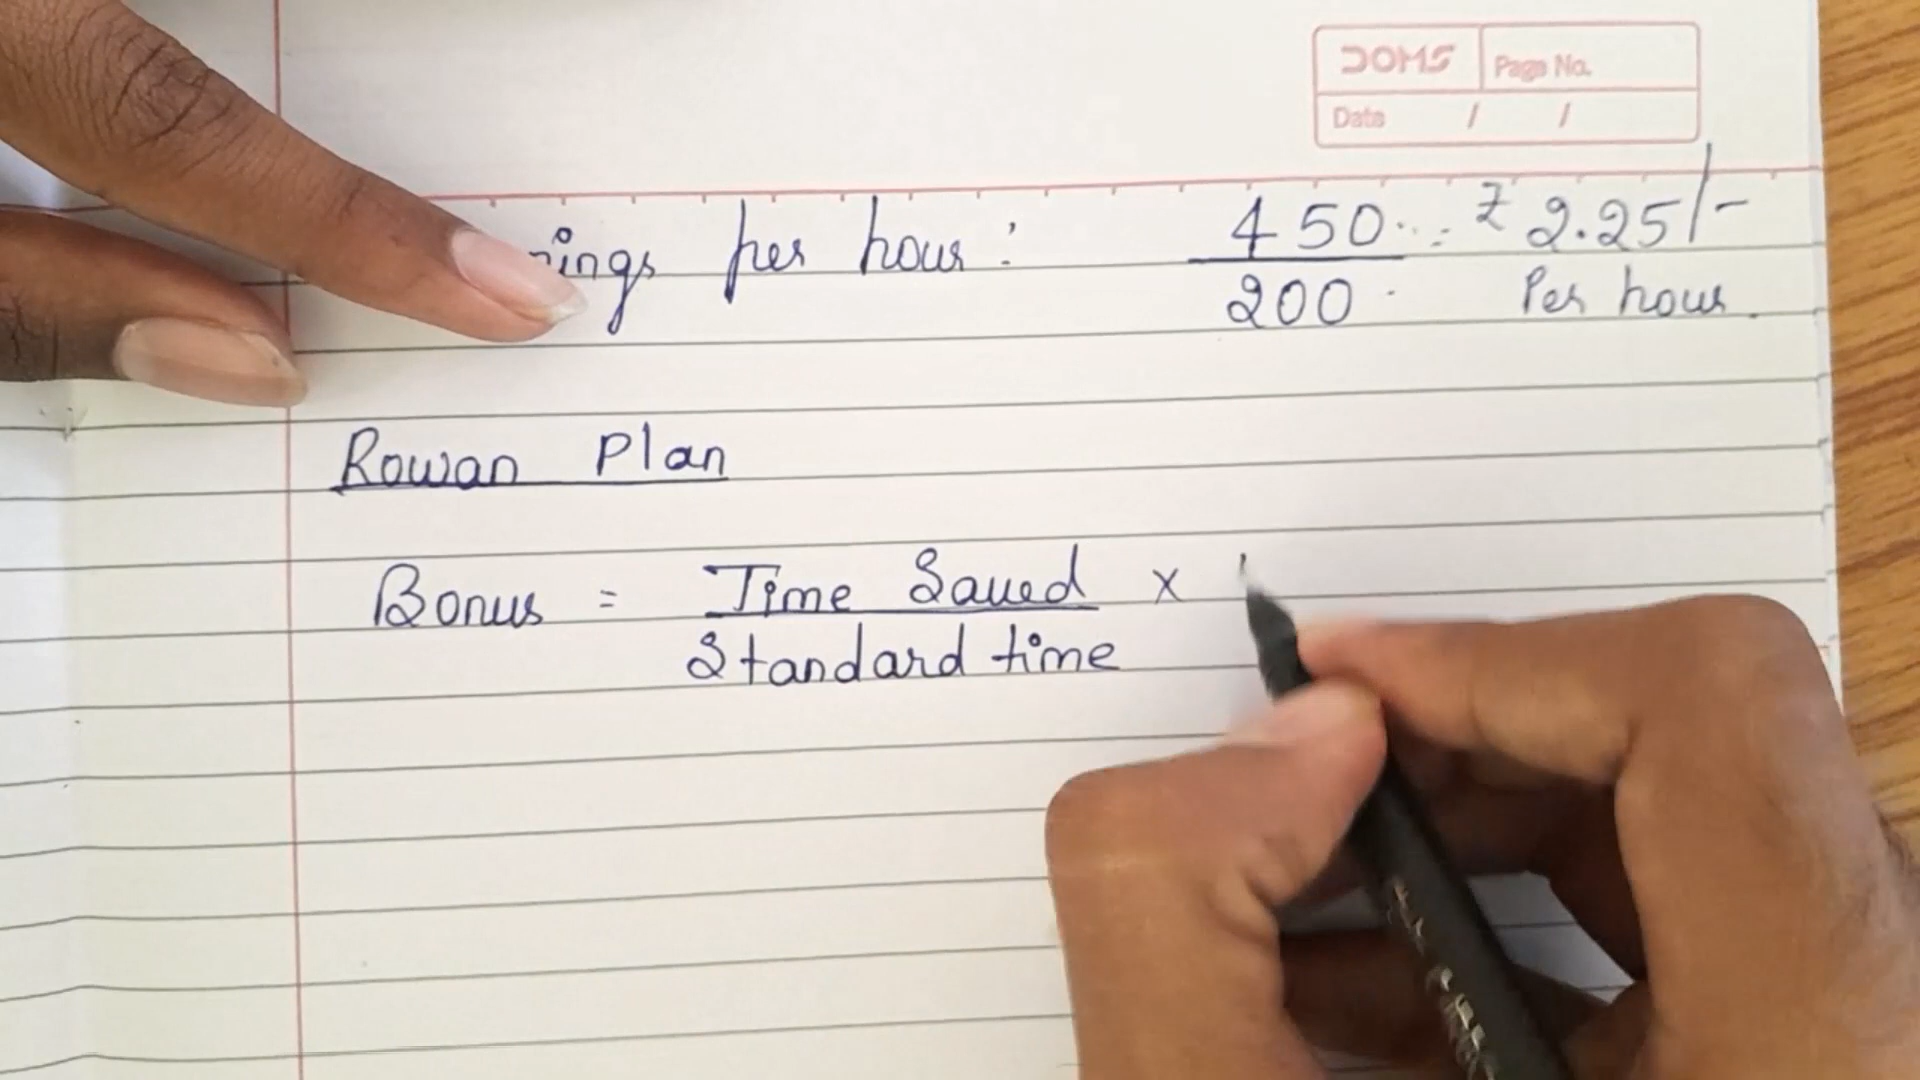 DOMS Page No.
Date / /
per hour : 450 = ₹ 2.25/-
200 Per hour.
Rowan Plan
Bonus = Time Saved ×
Standard time